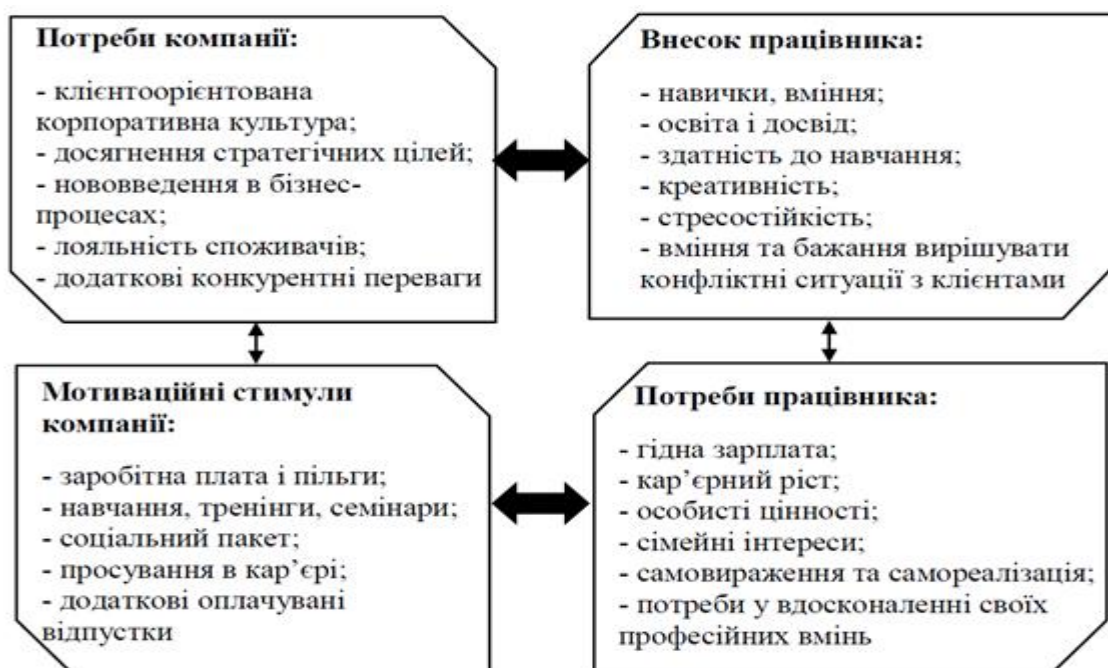 Потреби компанії:
- клієнтоорієнтована
корпоративна культура;
- досягнення стратегічних цілей;
- нововведення в бізнес-
процесах;
- лояльність споживачів;
- додаткові конкурентні переваги
Внесок працівника:
- навички, вміння;
- освіта і досвід;
- здатність до навчання;
- креативність;
- стресостійкість;
- вміння та бажання вирішувати
конфліктні ситуації з клієнтами
Мотиваційні стимули
компанії:
- заробітна плата і пільги;
- навчання, тренінги, семінари;
- соціальний пакет;
- просування в кар’єрі;
- додаткові оплачувані
відпустки
Потреби працівника:
- гідна зарплата;
- кар’єрний ріст;
- особисті цінності;
- сімейні інтереси;
- самовираження та самореалізація;
- потреби у вдосконаленні своїх
професійних вмінь